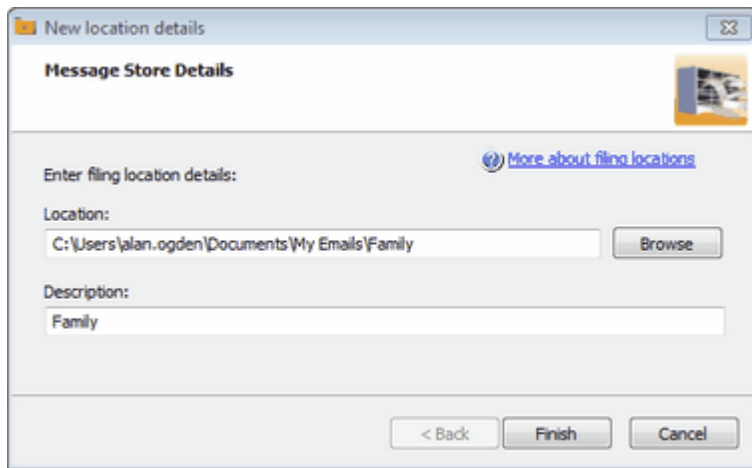 New location details
Message Store Details
More about filing locations
Enter filing location details:
Location:
C:\Users\alan.ogden\Documents\My Emails\Family
Browse
Description:
Family
< Back
Finish
Cancel